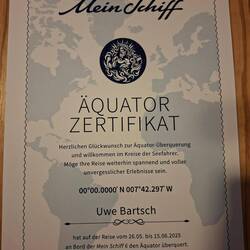 Mein Schiff
ÄQUATOR
ZERTIFIKAT
Herzlichen Glückwunsch zur Äquator-Überquerung
und willkommen im Kreise der Seefahrer.
Möge Ihre Reise weiterhin spannend und voller
unvergesslicher Erlebnisse sein.
00°00.0000' N 007°42.297' W
Uwe Bartsch
hat auf der Reise vom 26.05. bis 15.06.2025
an Bord der Mein Schiff 6 den Äquator überquert.